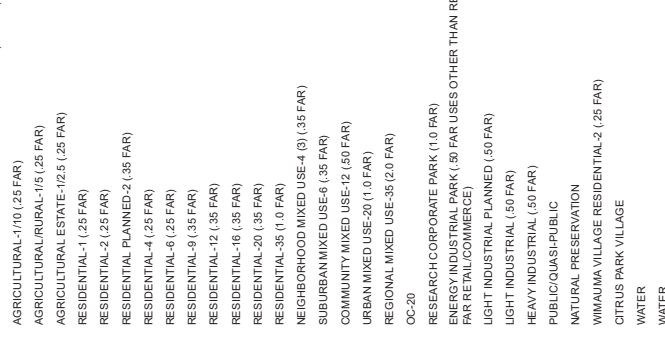 AGRICULTURAL-1/10 (.25 FAR)
AGRICULTURAL/RURAL-1/5 (.25 FAR)
AGRICULTURAL ESTATE-1/2.5 (.25 FAR)
RESIDENTIAL-1 (.25 FAR)
RESIDENTIAL-2 (.25 FAR)
RESIDENTIAL PLANNED-2 (.35 FAR)
RESIDENTIAL-4 (.25 FAR)
RESIDENTIAL-6 (.25 FAR)
RESIDENTIAL-9 (.35 FAR)
RESIDENTIAL-12 (.35 FAR)
RESIDENTIAL-16 (.35 FAR)
RESIDENTIAL-20 (.35 FAR)
RESIDENTIAL-35 (1.0 FAR)
NEIGHBORHOOD MIXED USE-4 (3) (.35 FAR)
SUBURBAN MIXED USE-6 (.35 FAR)
COMMUNITY MIXED USE-12 (.50 FAR)
URBAN MIXED USE-20 (1.0 FAR)
REGIONAL MIXED USE-35 (2.0 FAR)
OC-20
RESEARCH CORPORATE PARK (1.0 FAR)
ENERGY INDUSTRIAL PARK (.50 FAR USES OTHER THAN RE
FAR RETAIL/COMMERCE)
LIGHT INDUSTRIAL PLANNED (.50 FAR)
LIGHT INDUSTRIAL (.50 FAR)
HEAVY INDUSTRIAL (.50 FAR)
PUBLIC/QUASI-PUBLIC
NATURAL PRESERVATION
WIMAUMA VILLAGE RESIDENTIAL-2 (.25 FAR)
CITRUS PARK VILLAGE
WATER
WATER